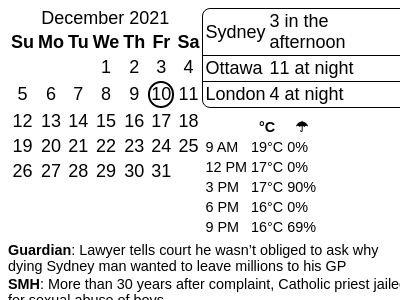 December 2021
Su Mo Tu We Th Fr Sa
1 2 3 4
5 6 7 8 9 10 11
12 13 14 15 16 17 18
19 20 21 22 23 24 25
26 27 28 29 30 31
Sydney 3 in the
afternoon
Ottawa 11 at night
London 4 at night
°C ☂
9 AM 19°C 0%
12 PM 17°C 0%
3 PM 17°C 90%
6 PM 16°C 0%
9 PM 16°C 69%
Guardian: Lawyer tells court he wasn’t obliged to ask why
dying Sydney man wanted to leave millions to his GP
SMH: More than 30 years after complaint, Catholic priest jailed
for sexual abuse of boys